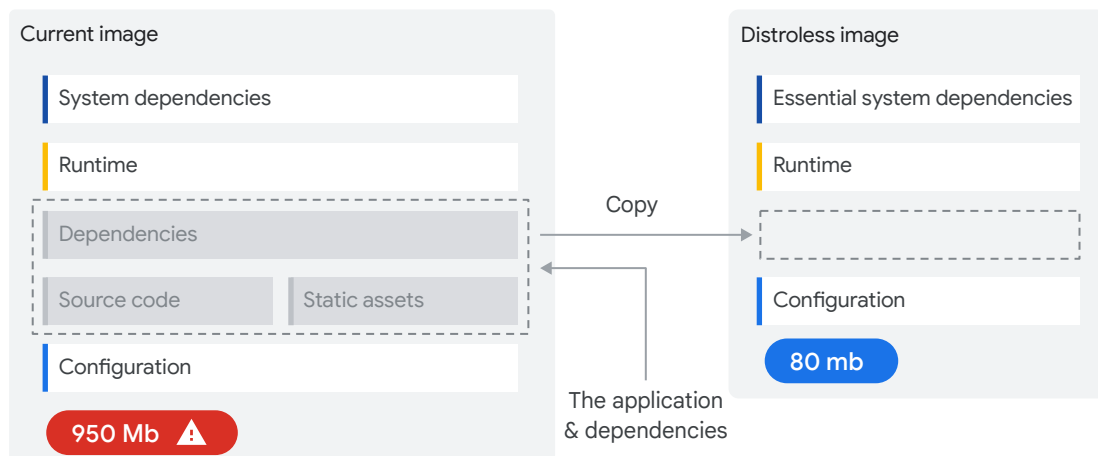 Current image
System dependencies
Runtime
Dependencies
Source code
Static assets
Configuration
950 Mb
Copy
The application
& dependencies
Distroless image
Essential system dependencies
Runtime
Configuration
80 mb